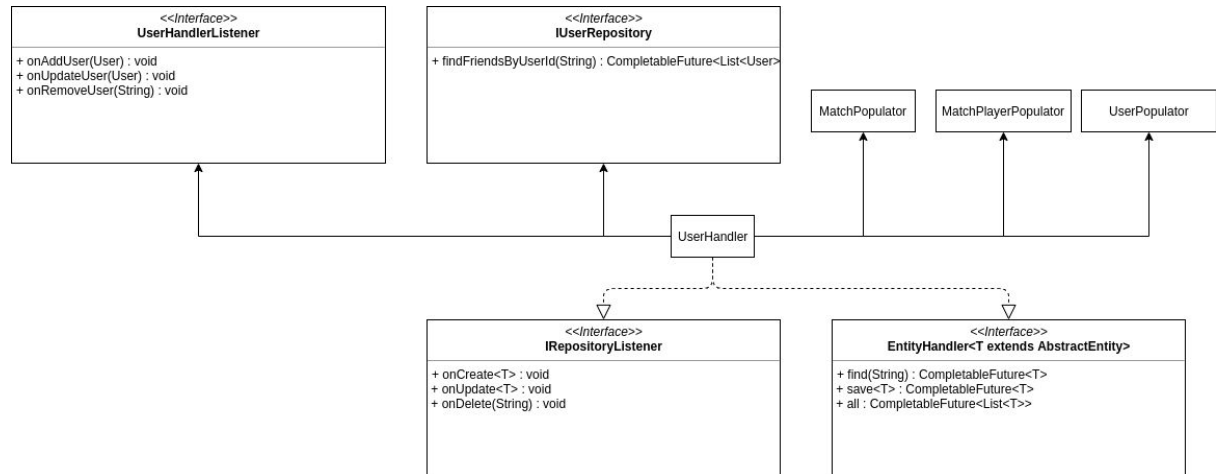 <<Interface>>
UserHandlerListener
+ onAddUser(User) : void
+ onUpdateUser(User) : void
+ onRemoveUser(String) : void
<<Interface>>
IUserRepository
+ findFriendsByUserId(String) : CompletableFuture<List<User>
MatchPopulator
MatchPlayerPopulator
UserPopulator
UserHandler
<<Interface>>
IRepositoryListener
+ onCreate<T> : void
+ onUpdate<T> : void
+ onDelete(String) : void
<<Interface>>
EntityHandler<T extends AbstractEntity>
+ find(String) : CompletableFuture<T>
+ save<T> : CompletableFuture<T>
+ all : CompletableFuture<List<T>>